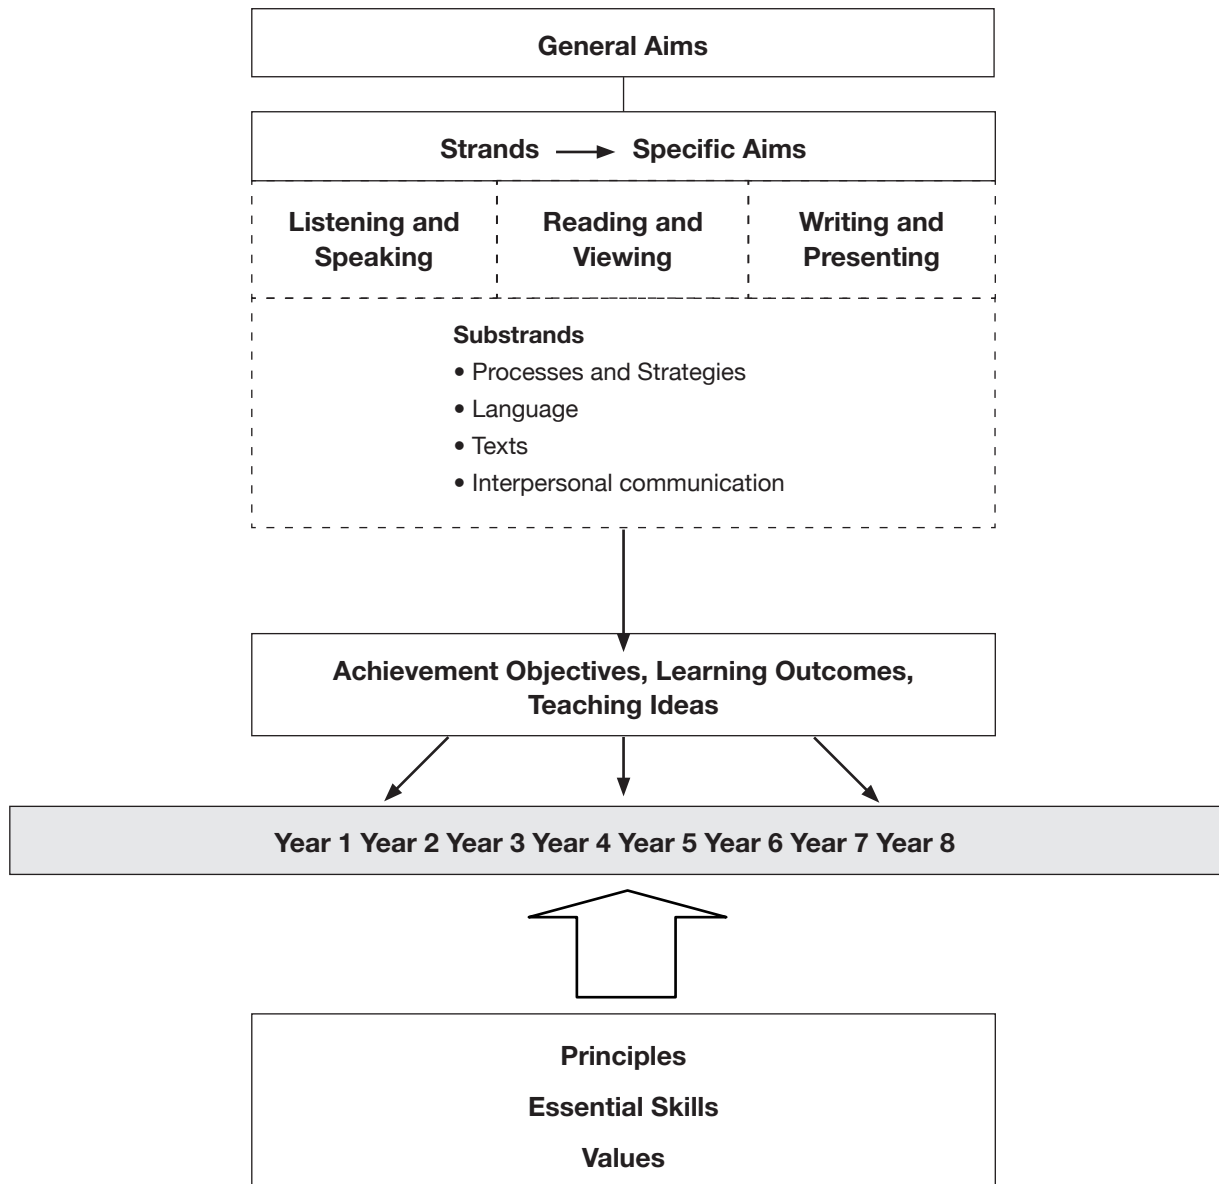 General Aims
Strands → Specific Aims
Listening and
Speaking
Reading and
Viewing
Writing and
Presenting
Substrands
• Processes and Strategies
• Language
• Texts
• Interpersonal communication
Achievement Objectives, Learning Outcomes,
Teaching Ideas
Year 1 Year 2 Year 3 Year 4 Year 5 Year 6 Year 7 Year 8
Principles
Essential Skills
Values